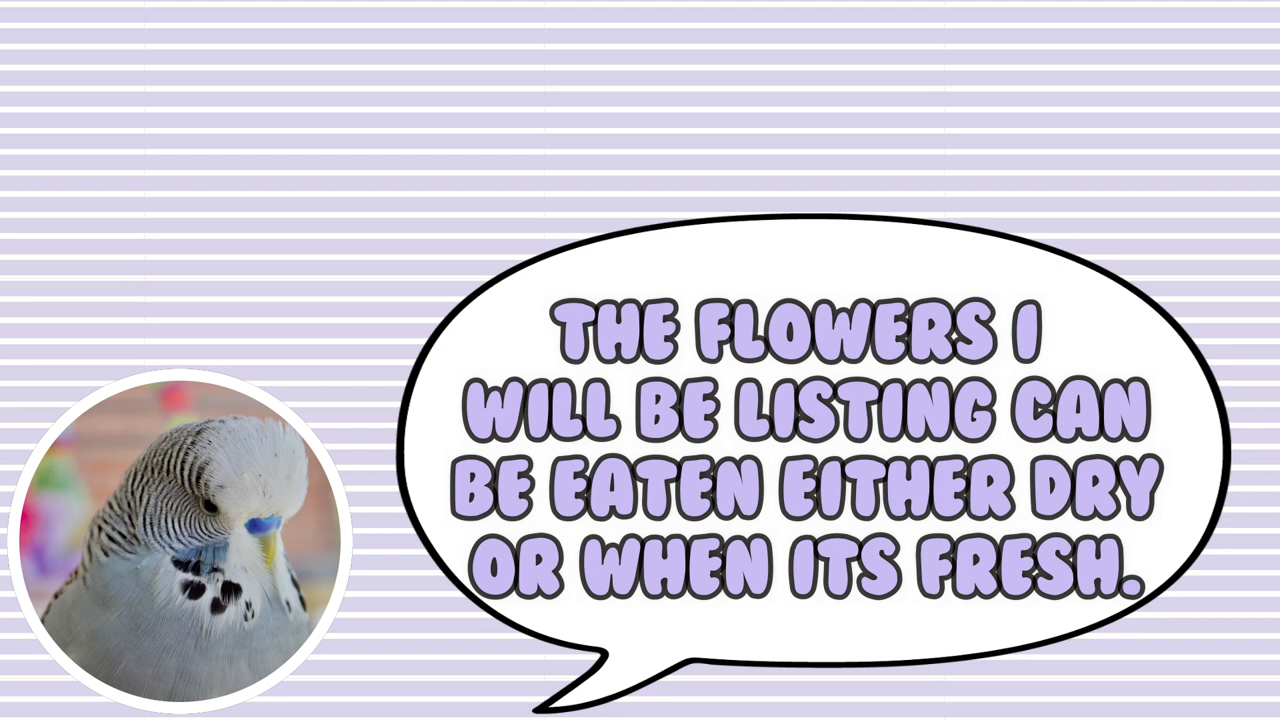 THE FLOWERS I
WILL BE LISTING CAN
BE EATEN EITHER DRY
OR WHEN ITS FRESH.